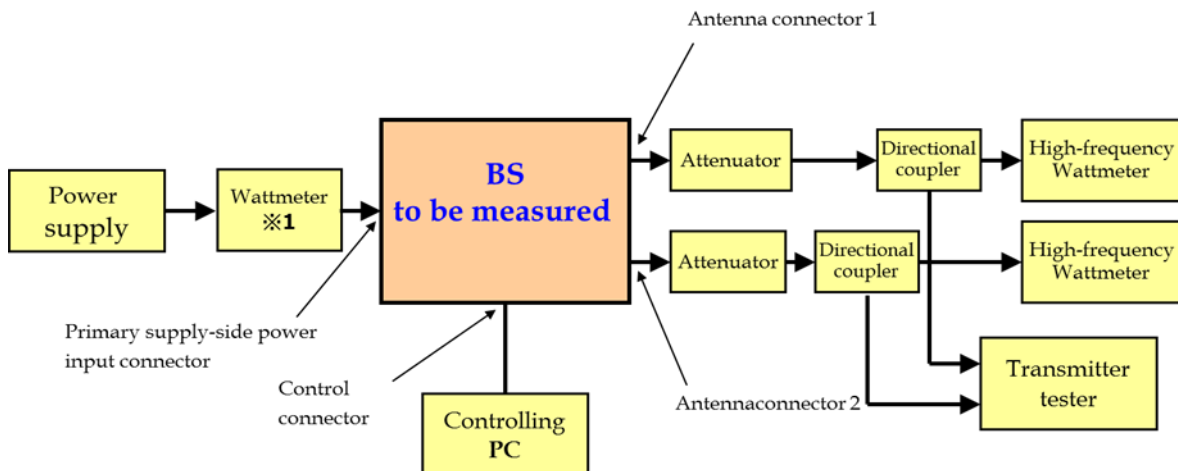 Antenna connector 1
Power
supply
Wattmeter
※1
BS
to be measured
Attenuator
Directional
coupler
High-frequency
Wattmeter
Attenuator
Directional
coupler
High-frequency
Wattmeter
Primary supply-side power
input connector
Control
connector
Controlling
PC
Antennaconnector 2
Transmitter
tester